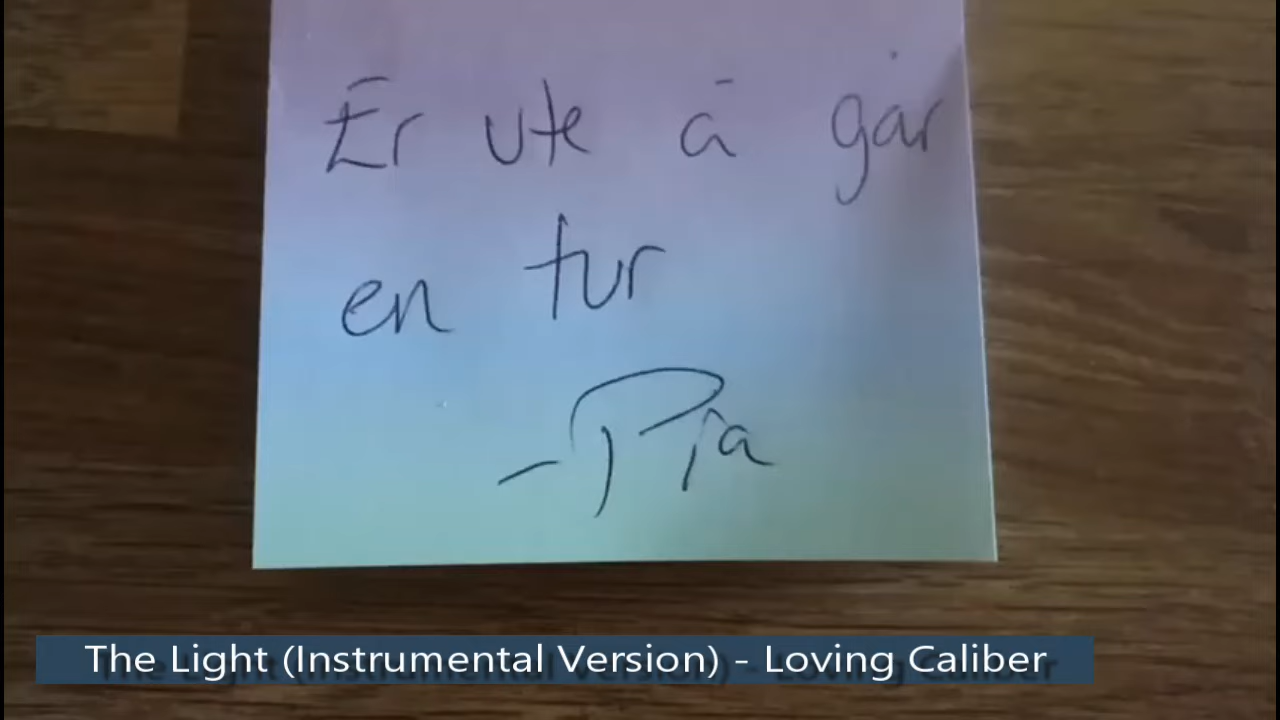 Er ute å går
en tur
-Pia
The Light (Instrumental Version) - Loving Caliber